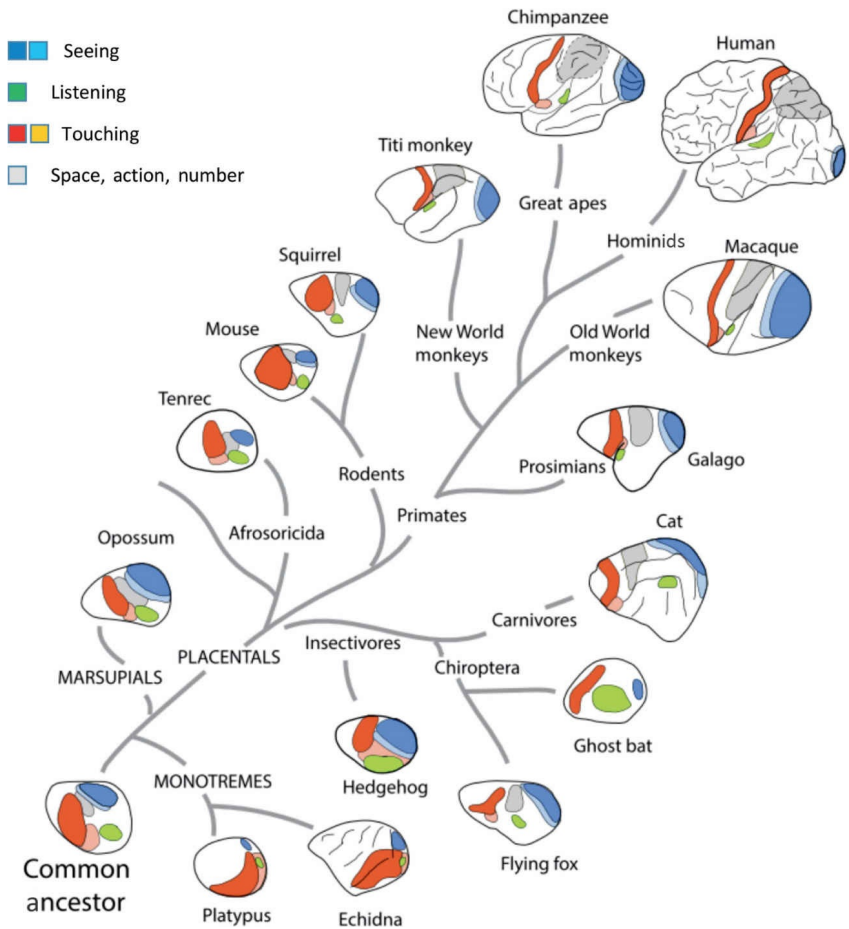 Seeing
Listening
Touching
Space, action, number
Chimpanzee
Human
Titi monkey
Great apes
Hominids
Macaque
Squirrel
Mouse
New World
monkeys
Old World
monkeys
Tenrec
Rodents
Prosimians
Galago
Primates
Afrosoricida
Opossum
Cat
Carnivores
Insectivores
PLACENTALS
MARSUPIALS
Chiroptera
Ghost bat
MONOTREMES
Hedgehog
Common
ancestor
Flying fox
Platypus
Echidna